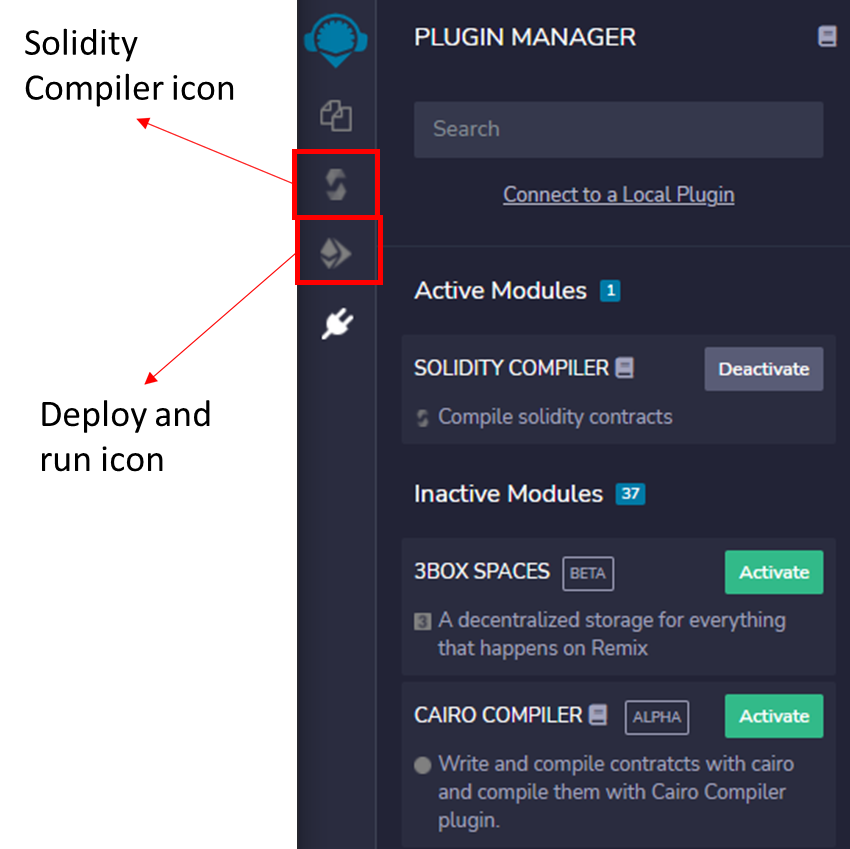 Solidity
Compiler icon
Deploy and
run icon
PLUGIN MANAGER
Search
Connect to a Local Plugin
Active Modules 1
SOLIDITY COMPILER
Deactivate
Compile solidity contracts
Inactive Modules 37
3BOX SPACES BETA
Activate
3 A decentralized storage for everything
that happens on Remix
CAIRO COMPILER ALPHA
Activate
Write and compile contratcts with cairo
and compile them with Cairo Compiler
plugin.